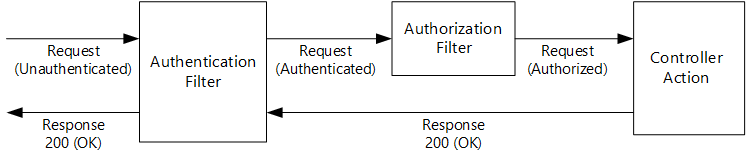 Request
(Unauthenticated)
Authentication
Filter
Request
(Authenticated)
Authorization
Filter
Request
(Authorized)
Controller
Action
Response
200 (OK)
Response
200 (OK)